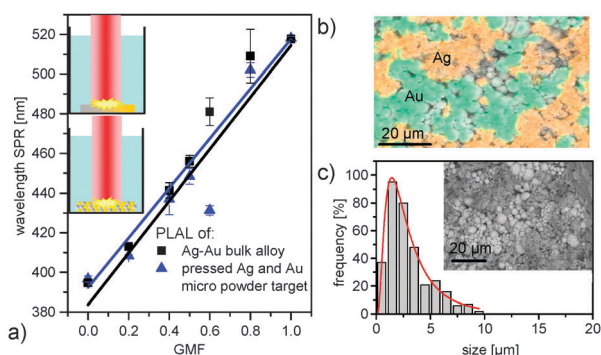 a)
wavelength SPR [nm]
520
500
480
460
440
420
400
380
PLAL of:
Ag-Au bulk alloy
pressed Ag and Au
micro powder target
0.0 0.2 0.4 0.6 0.8 1.0
GMF
b)
Ag
Au
20 µm
c)
frequency [%]
100
80
60
40
20
0
20 µm
0 5 10 15 20
size [µm]